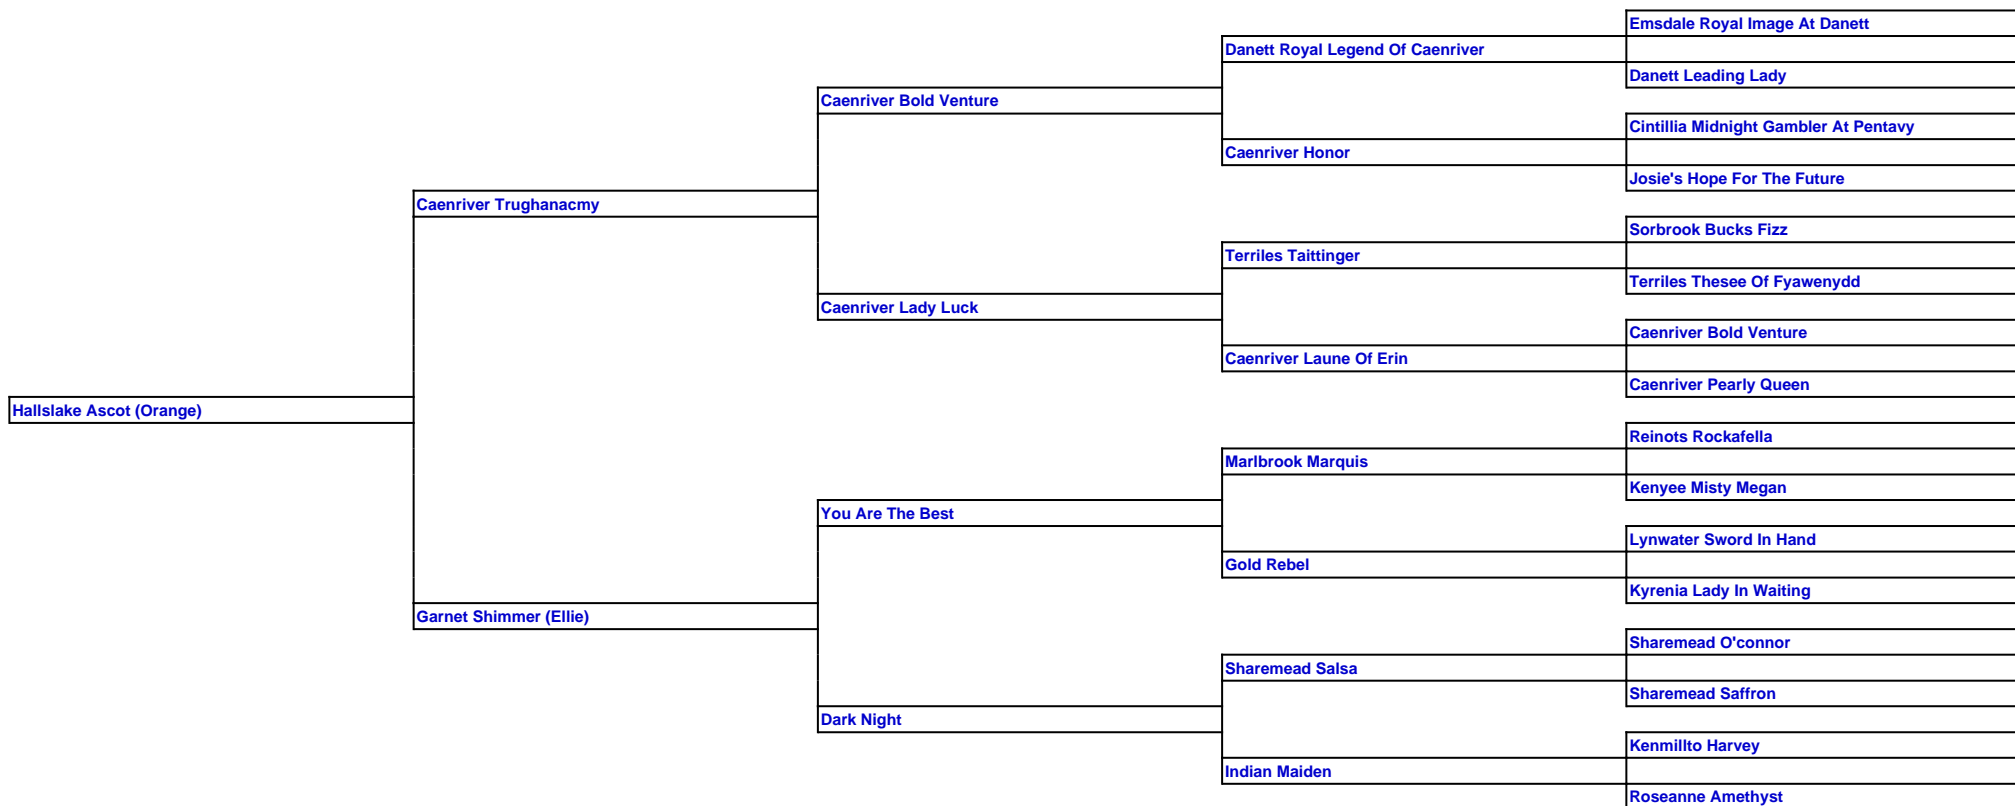 Emsdale Royal Image At Danett
Danett Royal Legend Of Caenriver
Danett Leading Lady
Caenriver Bold Venture
Cintillia Midnight Gambler At Pentavy
Caenriver Honor
Josie's Hope For The Future
Caenriver Trughanacmy
Sorbrook Bucks Fizz
Terriles Taittinger
Terriles Thesee Of Fyawenydd
Caenriver Lady Luck
Caenriver Bold Venture
Caenriver Laune Of Erin
Caenriver Pearly Queen
Hallslake Ascot (Orange)
Reinots Rockafella
Marlbrook Marquis
Kenyee Misty Megan
You Are The Best
Lynwater Sword In Hand
Gold Rebel
Kyrenia Lady In Waiting
Garnet Shimmer (Ellie)
Sharemead O'connor
Sharemead Salsa
Sharemead Saffron
Dark Night
Kenmillto Harvey
Indian Maiden
Roseanne Amethyst